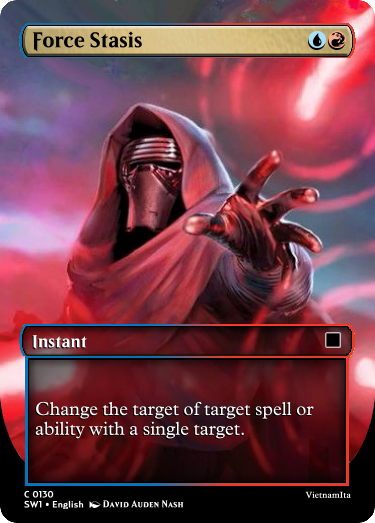 Force Stasis
Instant
Change the target of target spell or
ability with a single target.
C 0130
VietnamIta
SW1 • English David Auden Nash